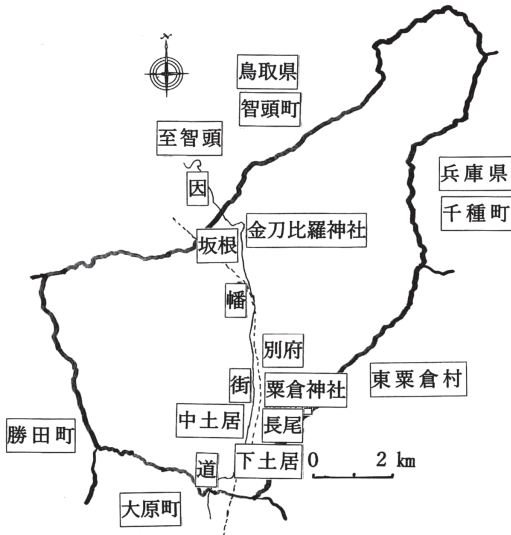 N
鳥取県
智頭町
至智頭
兵庫県
千種町
因
金刀比羅神社
坂根
幡
別府
街
粟倉神社
東粟倉村
中土居
長尾
勝田町
下土居
0 2 km
道
大原町